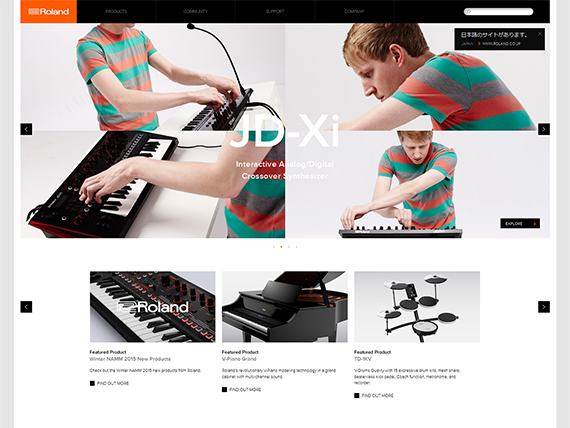 Roland
PRODUCTS
COMMUNITY
SUPPORT
COMPANY
日本語のサイトがあります。
JAPAN > WWW.ROLAND.CO.JP
JD-Xi
Interactive Analog/Digital
Crossover Synthesizer
EXPLORE
Roland
Featured Product
Winter NAMM 2015 New Products
Check out the Winter NAMM 2015 new products from Roland.
FIND OUT MORE
Featured Product
V-Piano Grand
Roland's revolutionary V-Piano modeling technology in a grand
cabinet with multi-channel sound.
FIND OUT MORE
Featured Product
TD-1KV
V-Drums Quality with 15 expressive drum kits, mesh snare,
beaterless kick pedal, Coach function, metronome, and
recorder.
FIND OUT MORE